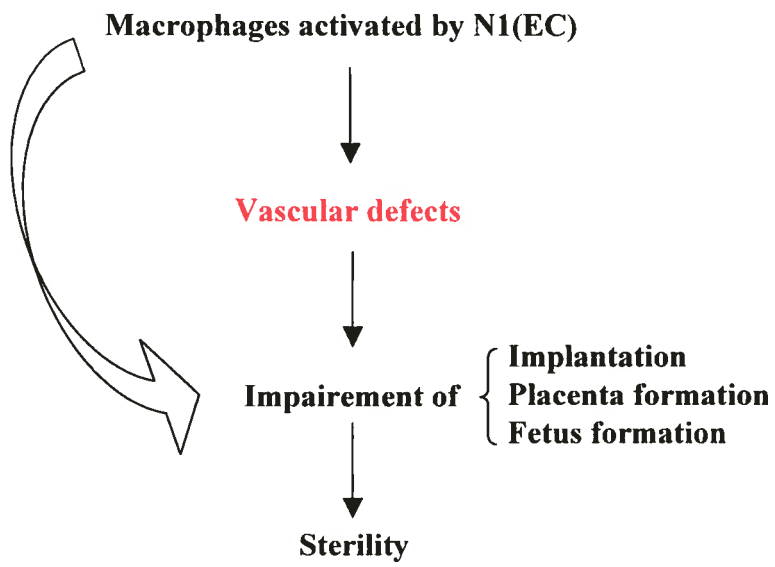 Macrophages activated by N1(EC)
Vascular defects
Implantation
Impairement of
Placenta formation
Fetus formation
Sterility